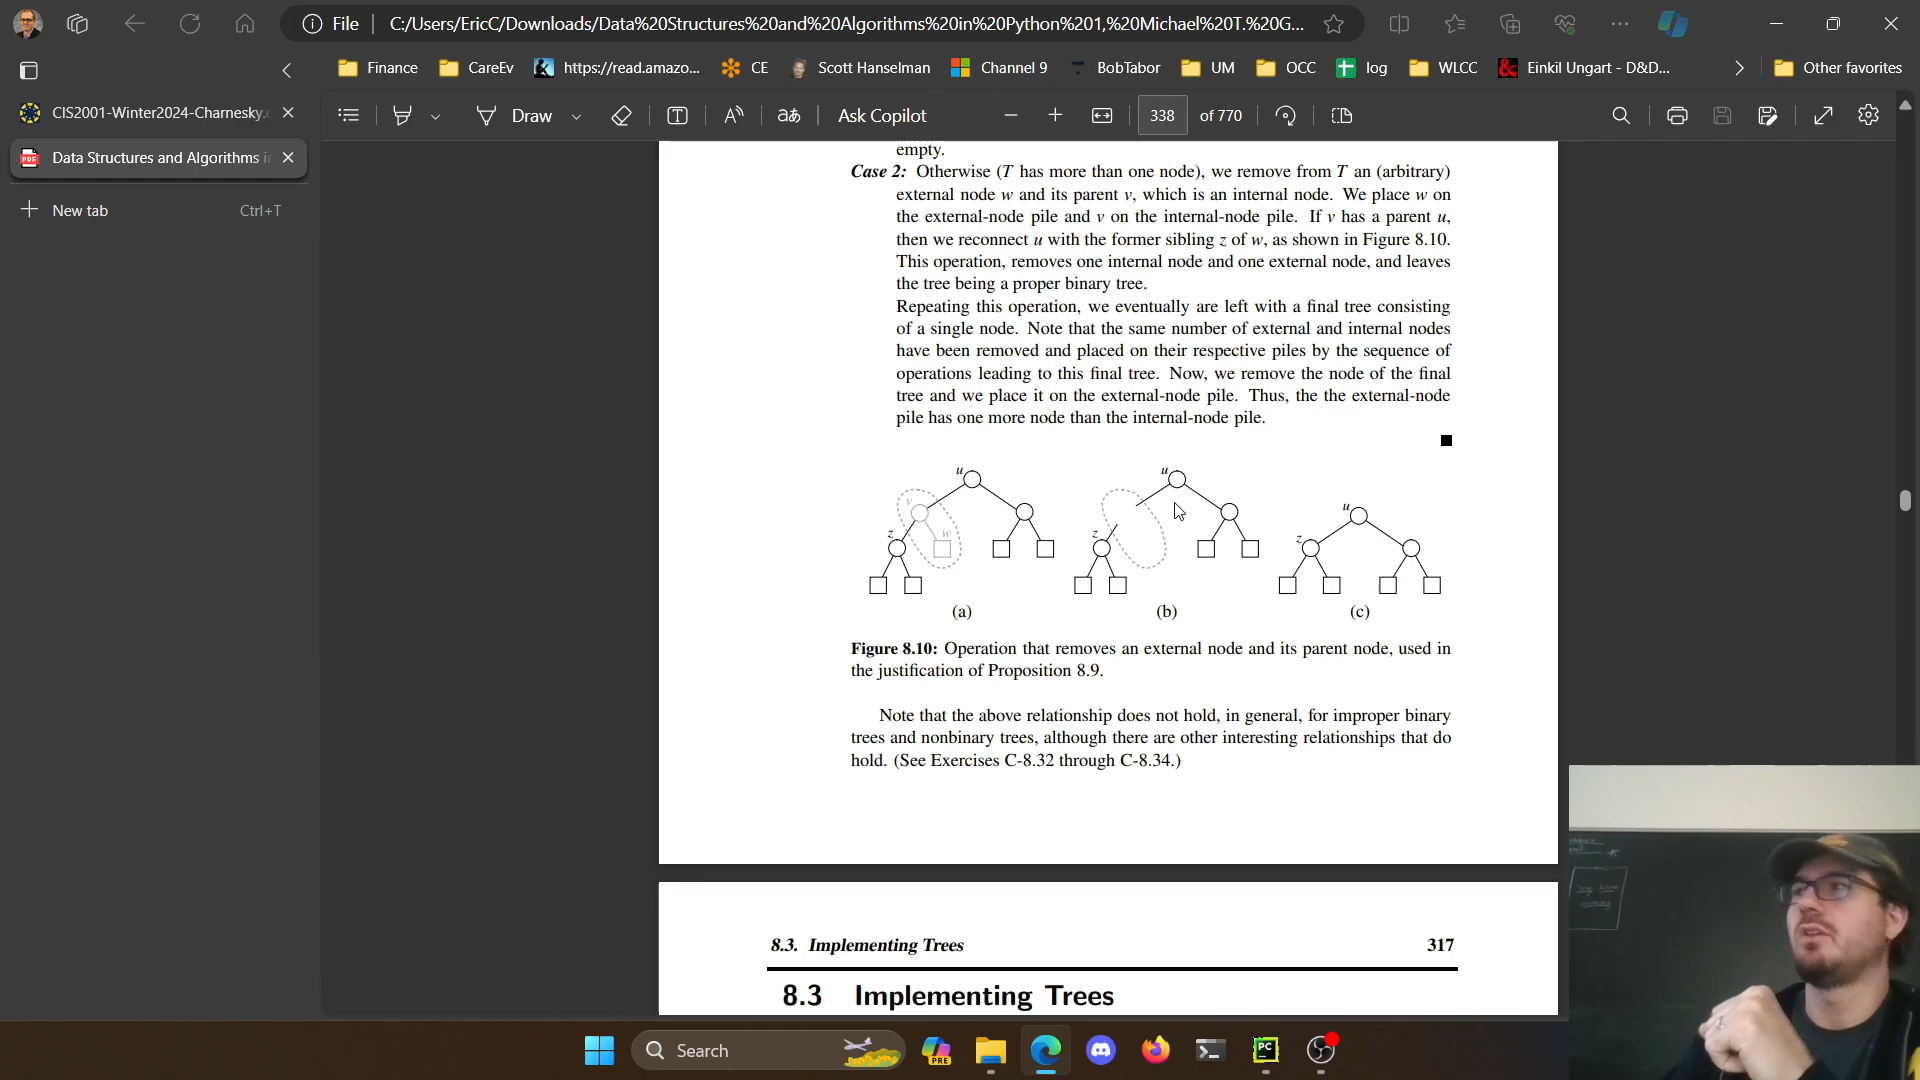 File
C:/Users/EricC/Downloads/Data%20Structures%20and%20Algorithms%20in%20Python%201,%20Michael%20T.%20G...
Finance
CareEv
https://read.amazo...
CE
Scott Hanselman
Channel 9
BobTabor
UM
OCC
log
WLCC
Einkil Ungart - D&D...
Other favorites
CIS2001-Winter2024-Charnesky.
Data Structures and Algorithms i
New tab
Ctrl+T
Draw
Ask Copilot
338
of 770
empty.
Case 2: Otherwise (T has more than one node), we remove from T an (arbitrary)
external node w and its parent v, which is an internal node. We place w on
the external-node pile and v on the internal-node pile. If v has a parent u,
then we reconnect u with the former sibling z of w, as shown in Figure 8.10.
This operation, removes one internal node and one external node, and leaves
the tree being a proper binary tree.
Repeating this operation, we eventually are left with a final tree consisting
of a single node. Note that the same number of external and internal nodes
have been removed and placed on their respective piles by the sequence of
operations leading to this final tree. Now, we remove the node of the final
tree and we place it on the external-node pile. Thus, the the external-node
pile has one more node than the internal-node pile.
u
v
z
w
(a)
u
z
(b)
u
z
(c)
Figure 8.10: Operation that removes an external node and its parent node, used in
the justification of Proposition 8.9.
Note that the above relationship does not hold, in general, for improper binary
trees and nonbinary trees, although there are other interesting relationships that do
hold. (See Exercises C-8.32 through C-8.34.)
8.3. Implementing Trees
317
8.3 Implementing Trees
Search
PRE
PC